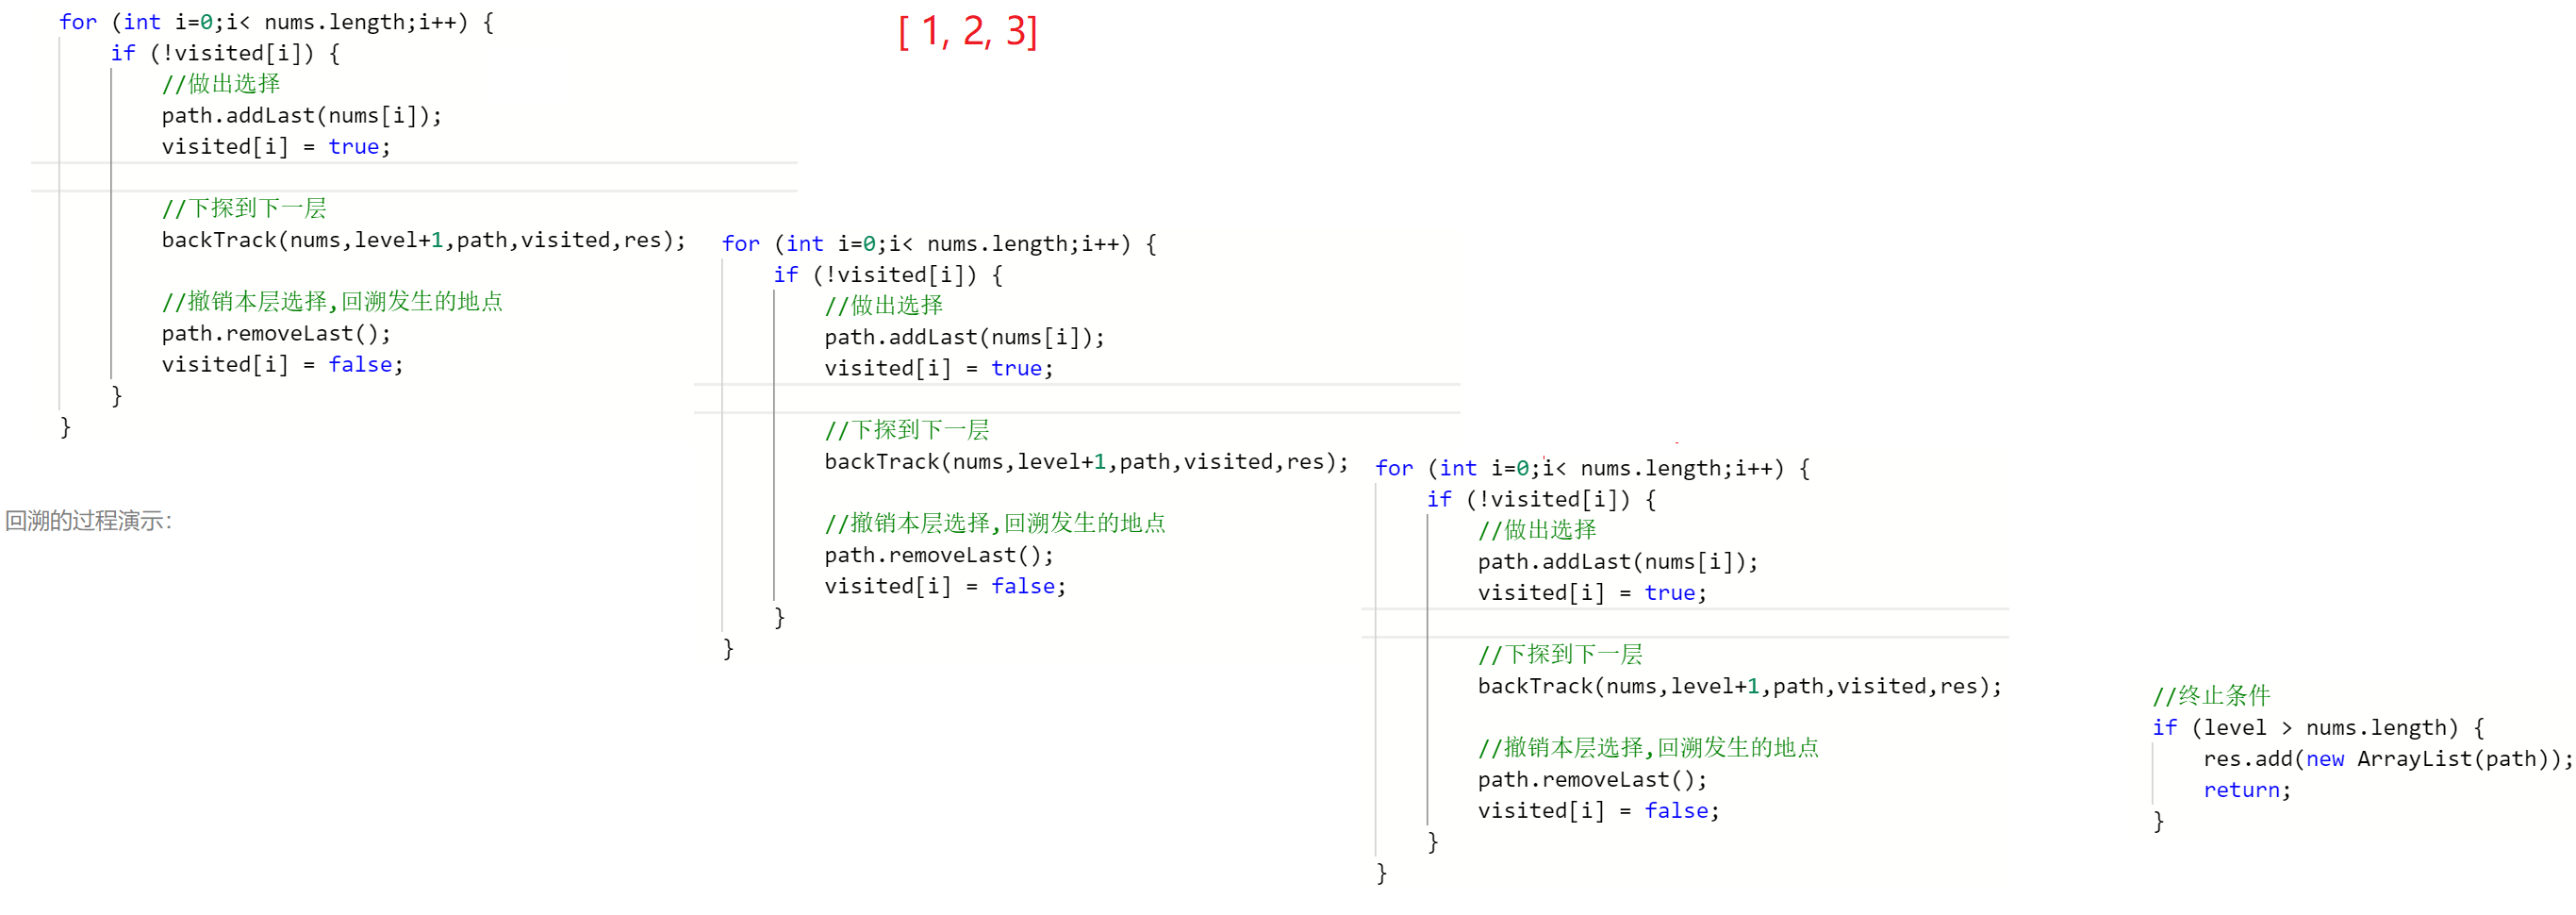 for (int i=0;i< nums.length;i++) {
if (!visited[i]) {
//做出选择
path.addLast(nums[i]);
visited[i] = true;
//下探到下一层
backTrack(nums,level+1,path,visited,res);
//撤销本层选择,回溯发生的地点
path.removeLast();
visited[i] = false;
}
}
[ 1, 2, 3]
回溯的过程演示:
for (int i=0;i< nums.length;i++) {
if (!visited[i]) {
//做出选择
path.addLast(nums[i]);
visited[i] = true;
//下探到下一层
backTrack(nums,level+1,path,visited,res);
//撤销本层选择,回溯发生的地点
path.removeLast();
visited[i] = false;
}
}
for (int i=0;i< nums.length;i++) {
if (!visited[i]) {
//做出选择
path.addLast(nums[i]);
visited[i] = true;
//下探到下一层
backTrack(nums,level+1,path,visited,res);
//撤销本层选择,回溯发生的地点
path.removeLast();
visited[i] = false;
}
}
//终止条件
if (level > nums.length) {
res.add(new ArrayList(path));
return;
}